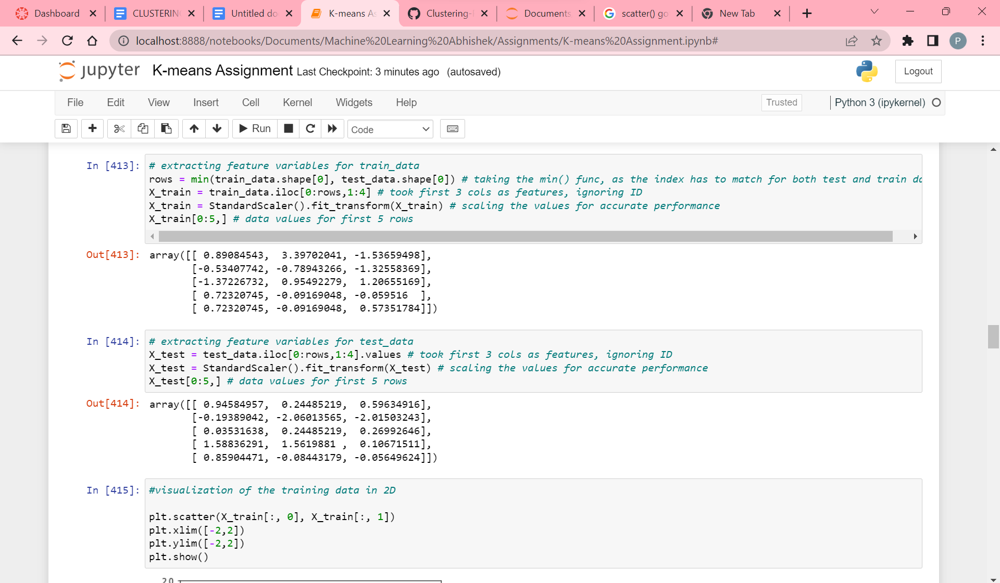 Dashboard
CLUSTERIN
Untitled do
K-means As
Clustering-
Documents
scatter() go
New Tab
localhost:8888/notebooks/Documents/Machine%20Learning%20Abhishek/Assignments/K-means%20Assignment.ipynb#
P
jupyter K-means Assignment Last Checkpoint: 3 minutes ago (autosaved)
Logout
File Edit View Insert Cell Kernel Widgets Help
Trusted
Python 3 (ipykernel)
Run
Code
In [413]: # extracting feature variables for train_data
rows = min(train_data.shape[0], test_data.shape[0]) # taking the min() func, as the index has to match for both test and train da
X_train = train_data.iloc[0:rows,1:4] # took first 3 cols as features, ignoring ID
X_train = StandardScaler().fit_transform(X_train) # scaling the values for accurate performance
X_train[0:5,] # data values for first 5 rows
Out[413]: array([[ 0.89084543,  3.39702041, -1.53659498],
[-0.53407742, -0.78943266, -1.32558369],
[-1.37226732,  0.95492279,  1.20655169],
[ 0.72320745, -0.09169048, -0.059516  ],
[ 0.72320745, -0.09169048,  0.57351784]])
In [414]: # extracting feature variables for test_data
X_test = test_data.iloc[0:rows,1:4].values # took first 3 cols as features, ignoring ID
X_test = StandardScaler().fit_transform(X_test) # scaling the values for accurate performance
X_test[0:5,] # data values for first 5 rows
Out[414]: array([[ 0.94584957,  0.24485219,  0.59634916],
[-0.19389042, -2.06013565, -2.01503243],
[ 0.03531638,  0.24485219,  0.26992646],
[ 1.58836291,  1.5619881 ,  0.10671511],
[ 0.85904471, -0.08443179, -0.05649624]])
In [415]: #visualization of the training data in 2D
plt.scatter(X_train[:, 0], X_train[:, 1])
plt.xlim([-2,2])
plt.ylim([-2,2])
plt.show()
2.0